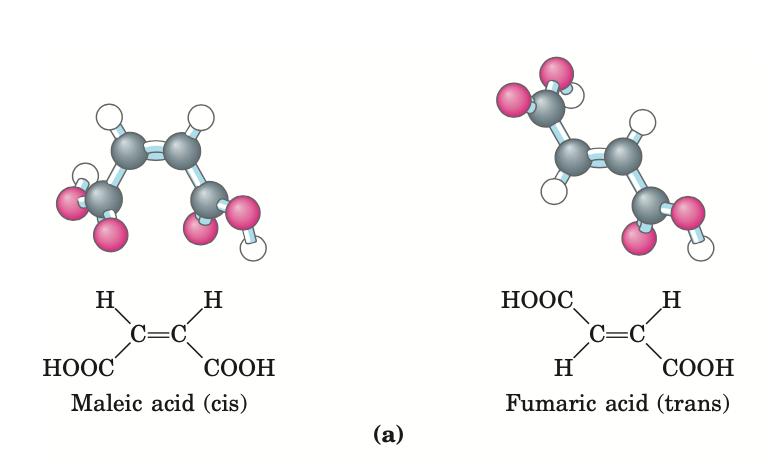 H H
C=C
HOOC COOH
Maleic acid (cis)
HOOC H
C=C
H COOH
Fumaric acid (trans)
(a)